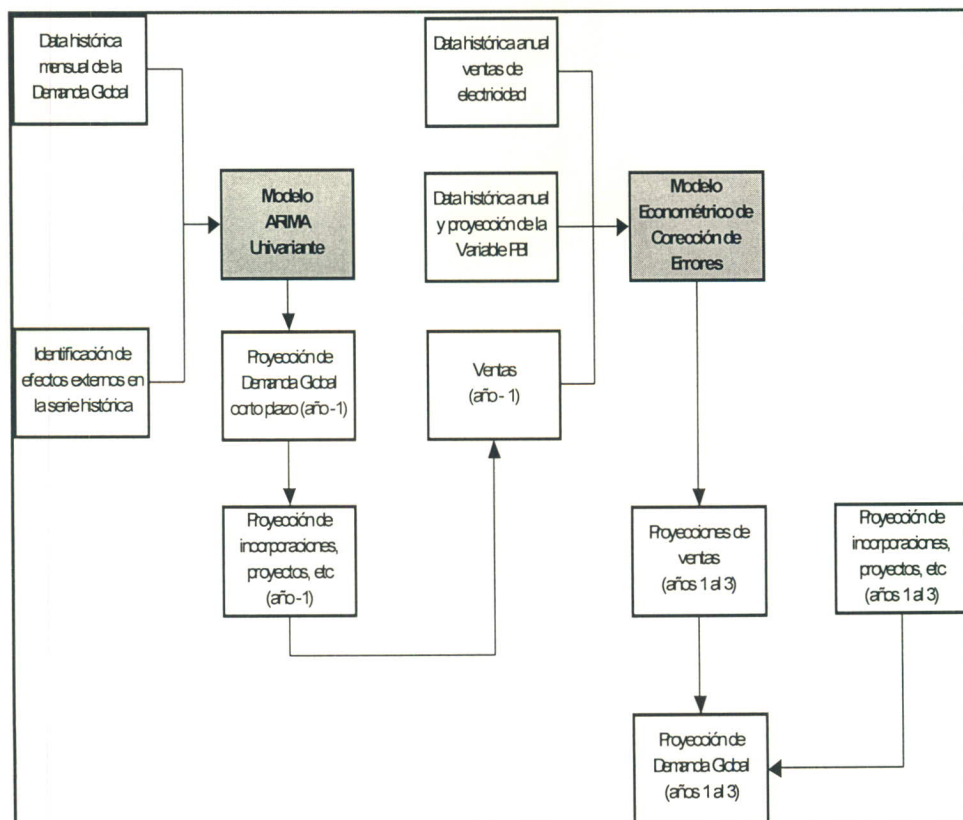 Data histórica
mensual de la
Demanda Global
Data histórica anual
ventas de
electricidad
Modelo
ARIMA
Univariante
Data histórica anual
y proyección de la
Variable PBI
Modelo
Econométrico de
Corección de
Errores
Identificación de
efectos externos en
la serie histórica
Proyección de
Demanda Global
corto plazo (año -1)
Ventas
(año - 1)
Proyección de
incorporaciones,
proyectos, etc
(año -1)
Proyecciones de
ventas
(años 1 al 3)
Proyección de
incorporaciones,
proyectos, etc
(años 1 al 3)
Proyección de
Demanda Global
(años 1 al 3)